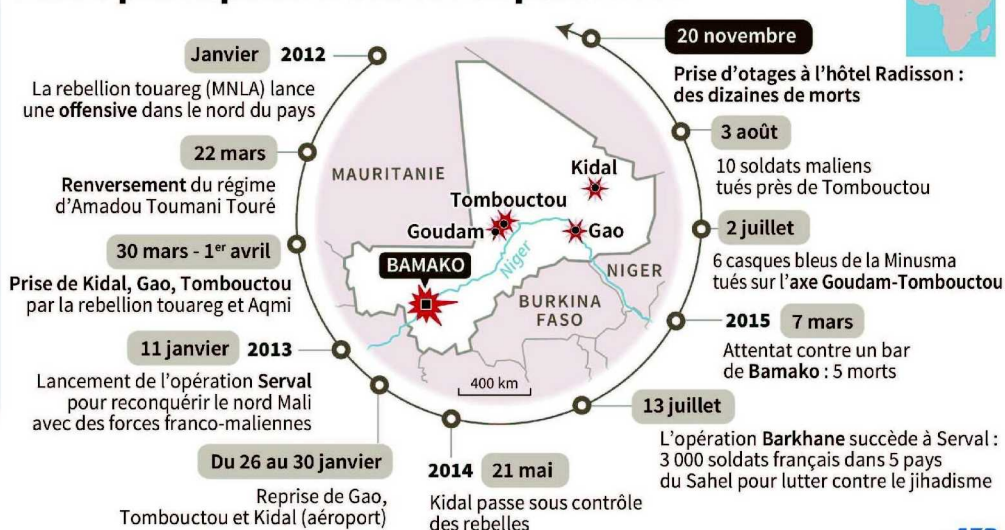 Janvier 2012
La rebellion touareg (MNLA) lance
une offensive dans le nord du pays
22 mars
Renversement du régime
d'Amadou Toumani Touré
30 mars - 1er avril
Prise de Kidal, Gao, Tombouctou
par la rebellion touareg et Aqmi
11 janvier 2013
Lancement de l'opération Serval
pour reconquérir le nord Mali
avec des forces franco-maliennes
Du 26 au 30 janvier
Reprise de Gao,
Tombouctou et Kidal (aéroport)
2014 21 mai
Kidal passe sous contrôle
des rebelles
13 juillet
L'opération Barkhane succède à Serval :
3 000 soldats français dans 5 pays
du Sahel pour lutter contre le jihadisme
2015 7 mars
Attentat contre un bar
de Bamako : 5 morts
2 juillet
6 casques bleus de la Minusma
tués sur l'axe Goudam-Tombouctou
3 août
10 soldats maliens
tués près de Tombouctou
20 novembre
Prise d'otages à l'hôtel Radisson :
des dizaines de morts
MAURITANIE
Kidal
Tombouctou
Goudam
Gao
BAMAKO
Niger
NIGER
BURKINA
FASO
400 km